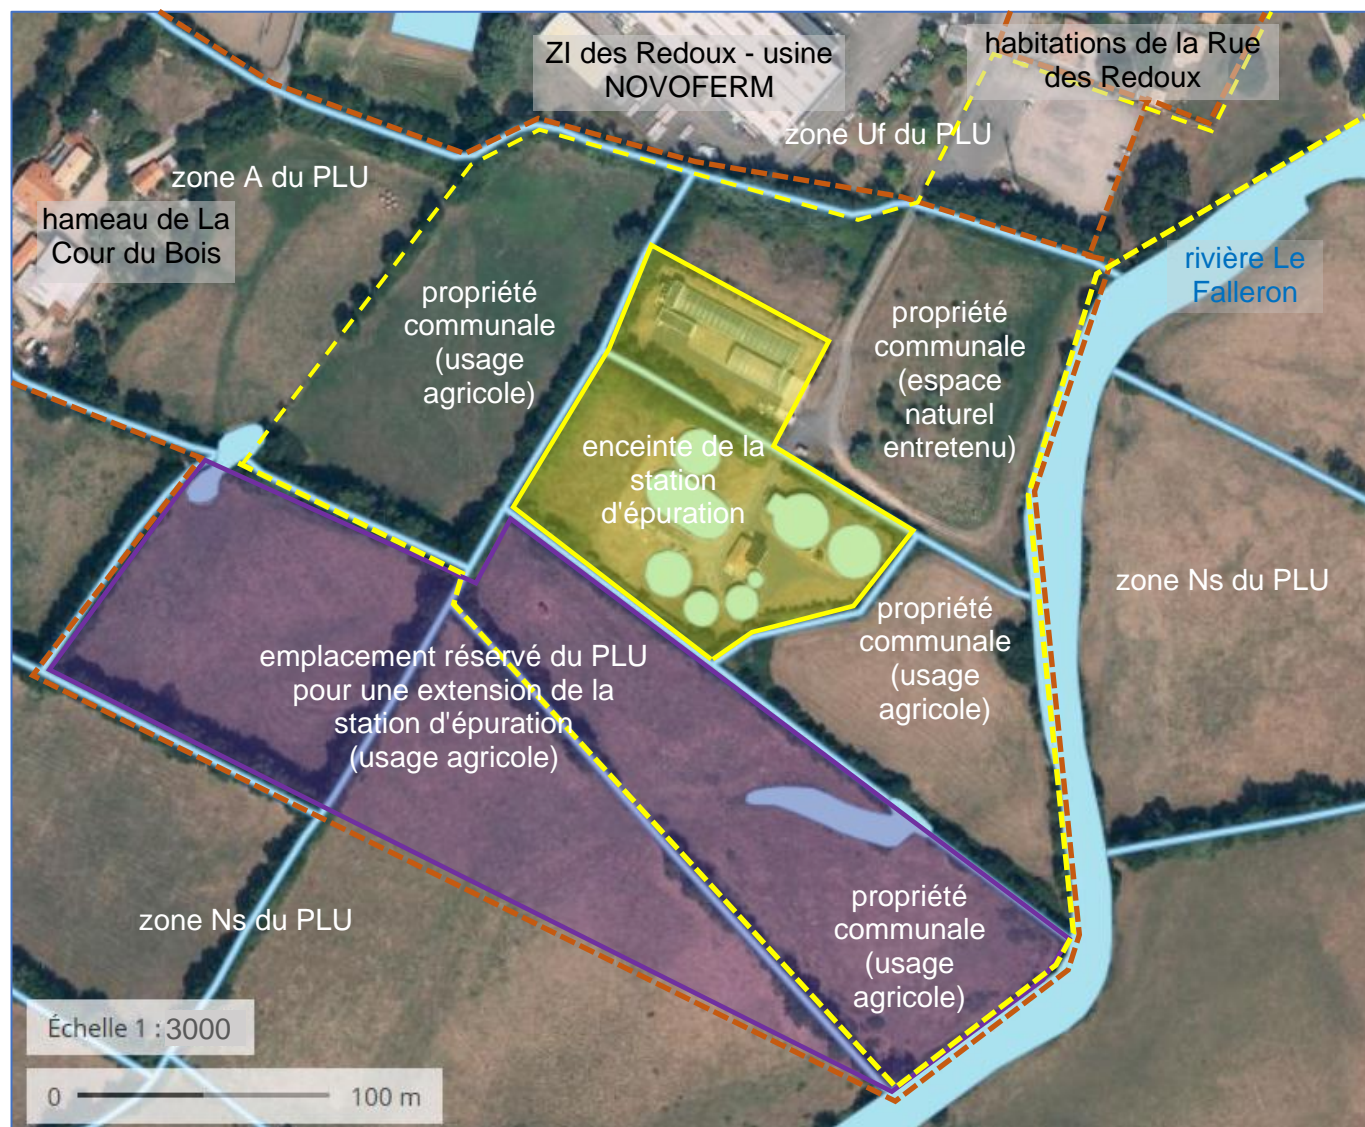 ZI des Redoux - usine
NOVOFERM
habitations de la Rue
des Redoux
zone Uf du PLU
zone A du PLU
hameau de La
Cour du Bois
rivière Le
Falleron
propriété
communale
(usage
agricole)
propriété
communale
(espace
naturel
entretenu)
enceinte de la
station
d'épuration
zone Ns du PLU
propriété
communale
(usage
agricole)
emplacement réservé du PLU
pour une extension de la
station d'épuration
(usage agricole)
propriété
communale
(usage
agricole)
zone Ns du PLU
Échelle 1 : 3000
0 100 m